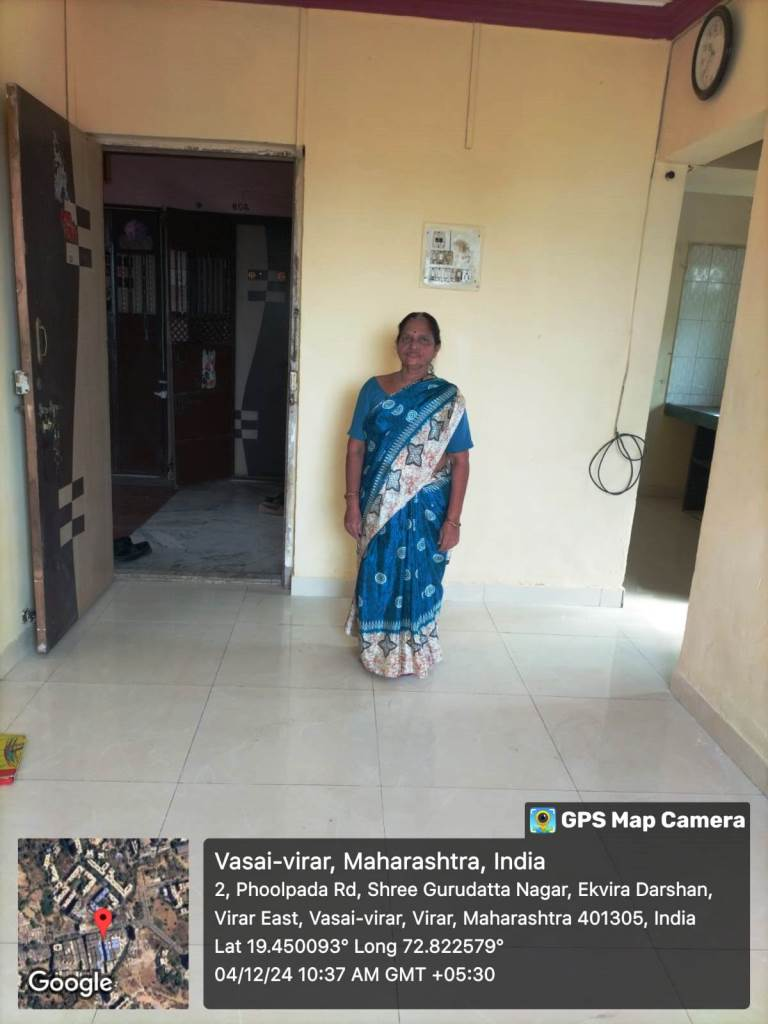 GPS Map Camera
Vasai-virar, Maharashtra, India
2, Phoolpada Rd, Shree Gurudatta Nagar, Ekvira Darshan,
Virar East, Vasai-virar, Virar, Maharashtra 401305, India
Lat 19.450093° Long 72.822579°
04/12/24 10:37 AM GMT +05:30
Google